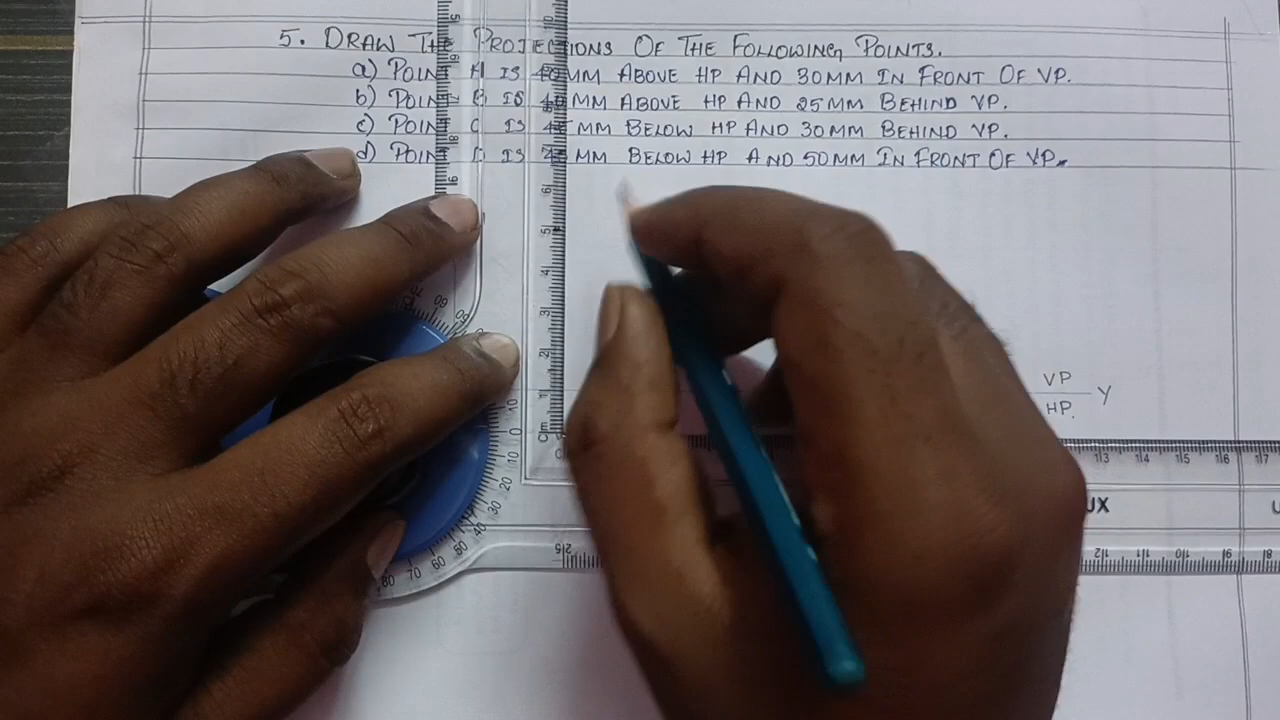 5. DRAW THE PROJECTIONS OF THE FOLLOWING POINTS.
a) POINT A IS MM ABOVE HP AND 30MM IN FRONT OF VP.
b) POINT B IS MM ABOVE HP AND 25MM BEHIND VP.
c) POINT C IS MM BELOW HP AND 30MM BEHIND VP.
d) POINT D IS MM BELOW HP AND 50MM IN FRONT OF VP.
VP
HP. Y